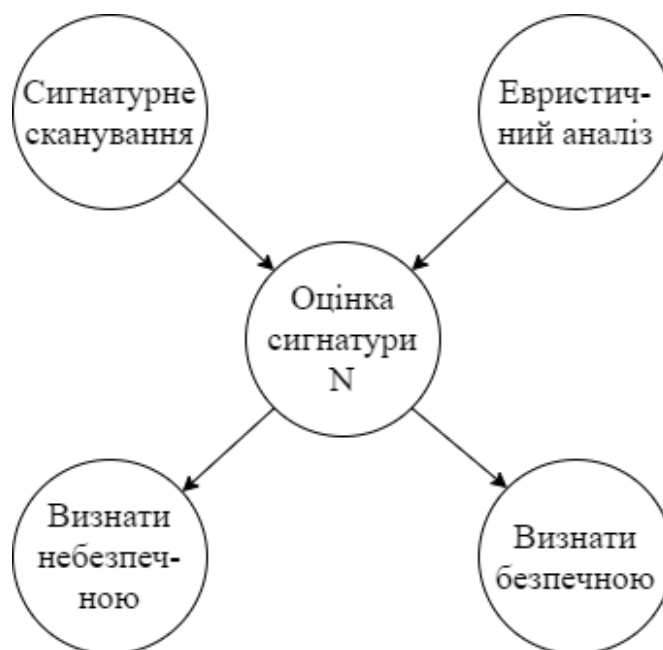 Сигнатурне
сканування
Евристич-
ний аналіз
Оцінка
сигнатури
N
Визнати
небезпеч-
ною
Визнати
безпечною